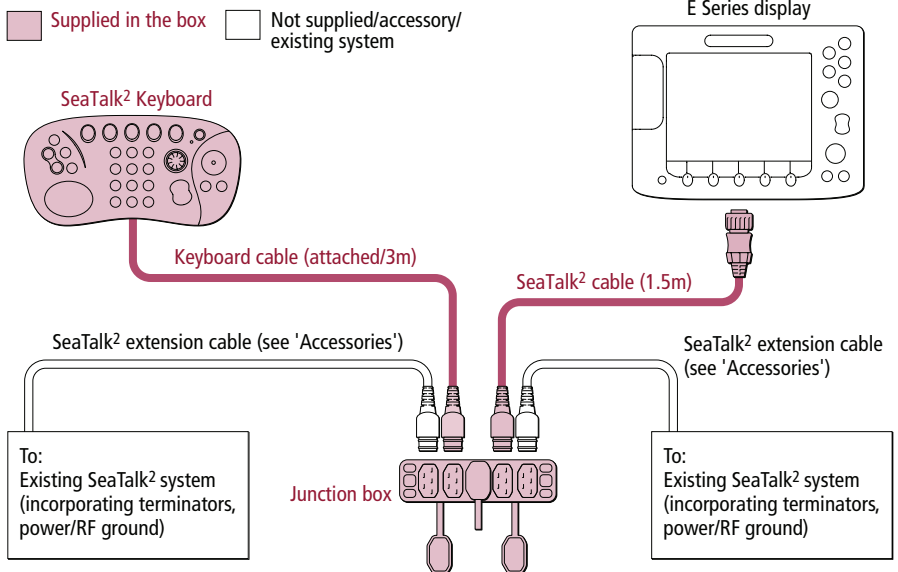 Supplied in the box
Not supplied/accessory/
existing system
E Series display
SeaTalk² Keyboard
Keyboard cable (attached/3m)
SeaTalk² cable (1.5m)
SeaTalk² extension cable (see 'Accessories')
SeaTalk² extension cable
(see 'Accessories')
To:
Existing SeaTalk² system
(incorporating terminators,
power/RF ground)
Junction box
To:
Existing SeaTalk² system
(incorporating terminators,
power/RF ground)